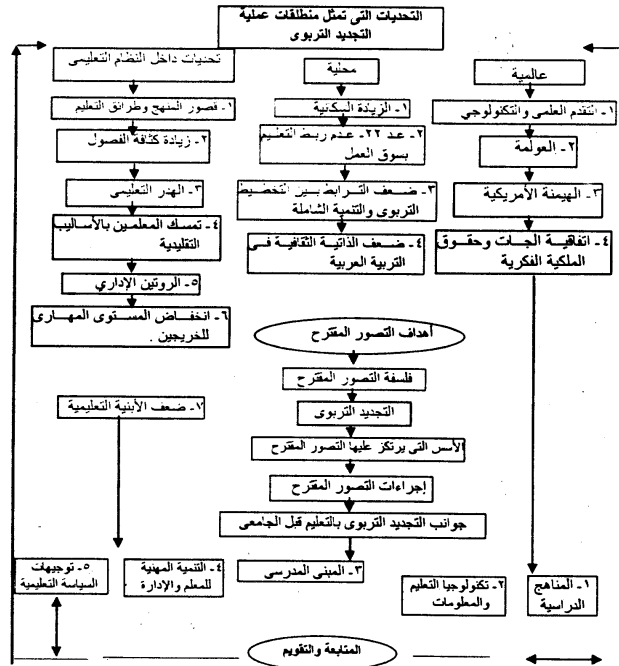 التحديات التى تمثل منطلقات عملية
التجديد التربوى
عالمية
١- التقدم العلمى والتكنولوجي
٢- العولمة
٣- الهيمنة الأمريكية
٤- اتفاقية الجات وحقوق
الملكية الفكرية
محلية
١- الزيادة السكانية
٢- عد ٢٢- عدم ربط التعليم
بسوق العمل
٣- ضعف الترابط بين التخضيط
التربوى والتنمية الشاملة
٤- ضعف الذاتية الثقافية فى
التربية العربية
تحديات داخل النظام التعليمى
١- قصور المنهج وطرائق التعليم
٢- زيادة كثافة الفصول
٣- الهدر التعليمى
٤- تمسك المعلمين بالأساليب
التقليدية
٥- الروتين الإداري
٦- انخفاض المستوى المهارى
للخريجين .
٧- ضعف الأبنية التعليمية
أهداف التصور المقترح
فلسفة التصور المقترح
التجديد التربوى
الأسس التى يرتكز عليها التصور المقترح
إجراءات التصور المقترح
جوانب التجديد التربوى بالتعليم قبل الجامعى
١- المناهج
الدراسية
٢- تكنولوجيا التعليم
والمعلومات
٣- المبنى المدرسى
٤- التنمية المهنية
للمعلم والإدارة
٥- توجيهات
السياسة التعليمية
المتابعة والتقويم